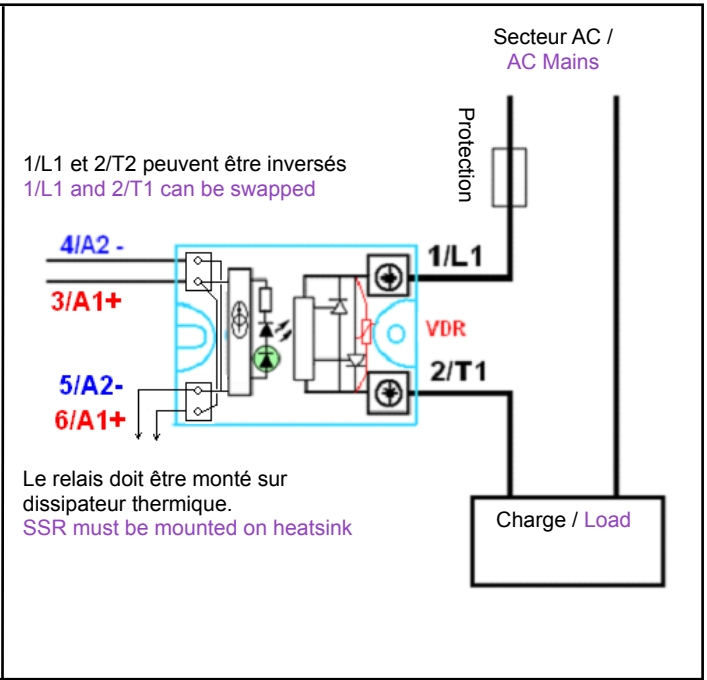 Secteur AC /
AC Mains
Protection
1/L1 et 2/T2 peuvent être inversés
1/L1 and 2/T1 can be swapped
4/A2 -
3/A1+
1/L1
VDR
2/T1
5/A2-
6/A1+
Le relais doit être monté sur
dissipateur thermique.
SSR must be mounted on heatsink
Charge / Load